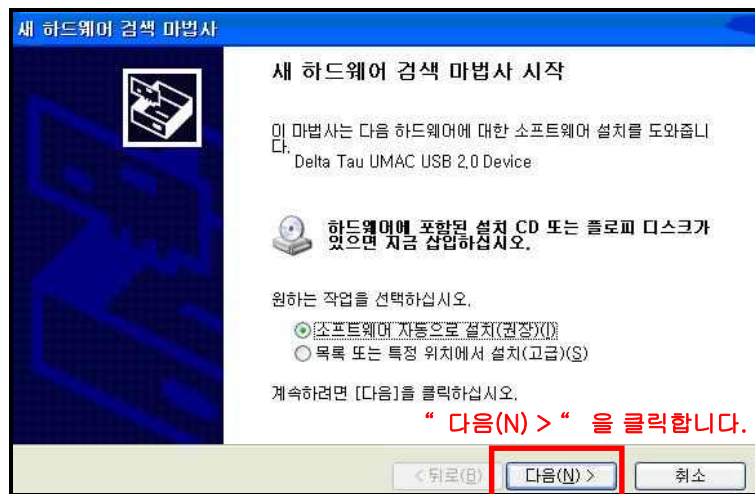 새 하드웨어 검색 마법사
새 하드웨어 검색 마법사 시작
이 마법사는 다음 하드웨어에 대한 소프트웨어 설치를 도와줍니
다.
Delta Tau UMAC USB 2.0 Device
하드웨어에 포함된 설치 CD 또는 플로피 디스크가
있으면 지금 삽입하십시오.
원하는 작업을 선택하십시오.
소프트웨어 자동으로 설치(권장)(I)
목록 또는 특정 위치에서 설치(고급)(S)
계속하려면 [다음]을 클릭하십시오.
“ 다음(N) > “ 을 클릭합니다.
< 뒤로(B)
다음(N) >
취소